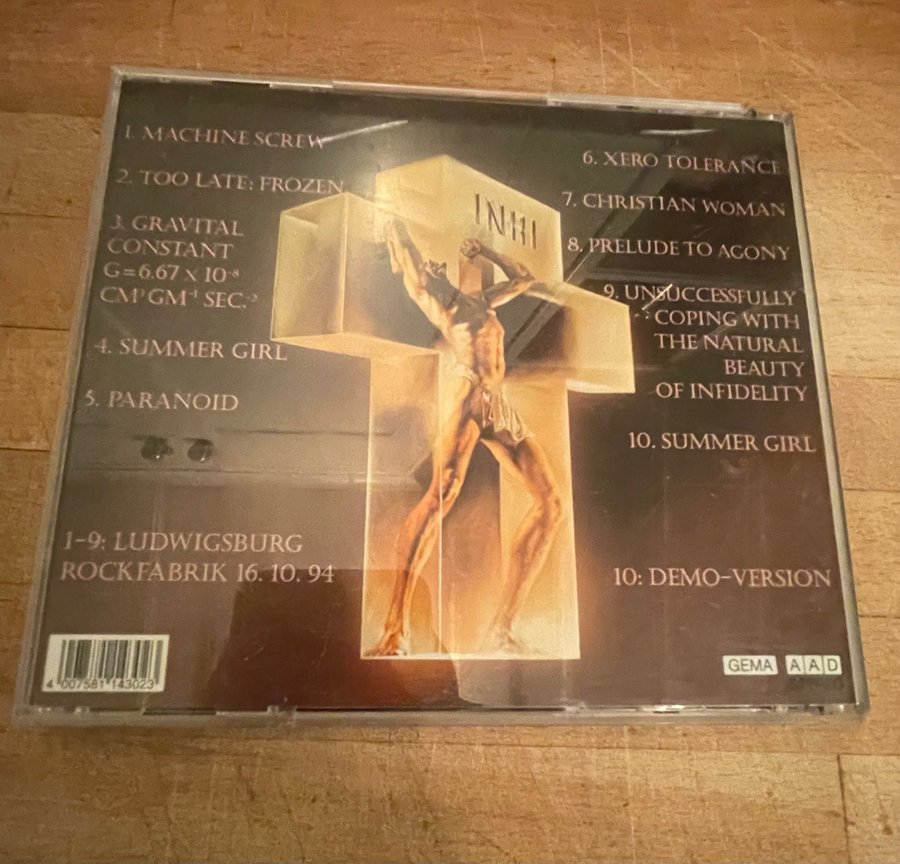 1. MACHINE SCREW
2. TOO LATE: FROZEN
3. GRAVITAL
CONSTANT
G=6.67 X 10⁻⁸
CM³GM⁻¹ SEC.⁻²
4. SUMMER GIRL
5. PARANOID
1-9: LUDWIGSBURG
ROCKFABRIK 16. 10. 94
4 007581 143023
INRI
6. XERO TOLERANCE
7. CHRISTIAN WOMAN
8. PRELUDE TO AGONY
9. UNSUCCESSFULLY
COPING WITH
THE NATURAL
BEAUTY
OF INFIDELITY
10. SUMMER GIRL
10: DEMO-VERSION
GEMA AAD